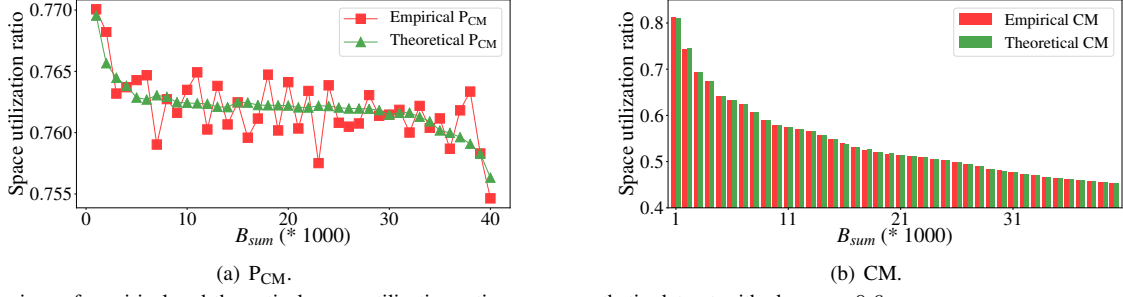 0.770
0.765
0.760
0.755
Space utilization ratio
Empirical P_CM
Theoretical P_CM
0 10 20 30 40
B_sum (* 1000)
(a) P_CM.
0.8
0.7
0.6
0.5
0.4
Space utilization ratio
Empirical CM
Theoretical CM
1 11 21 31
B_sum (* 1000)
(b) CM.